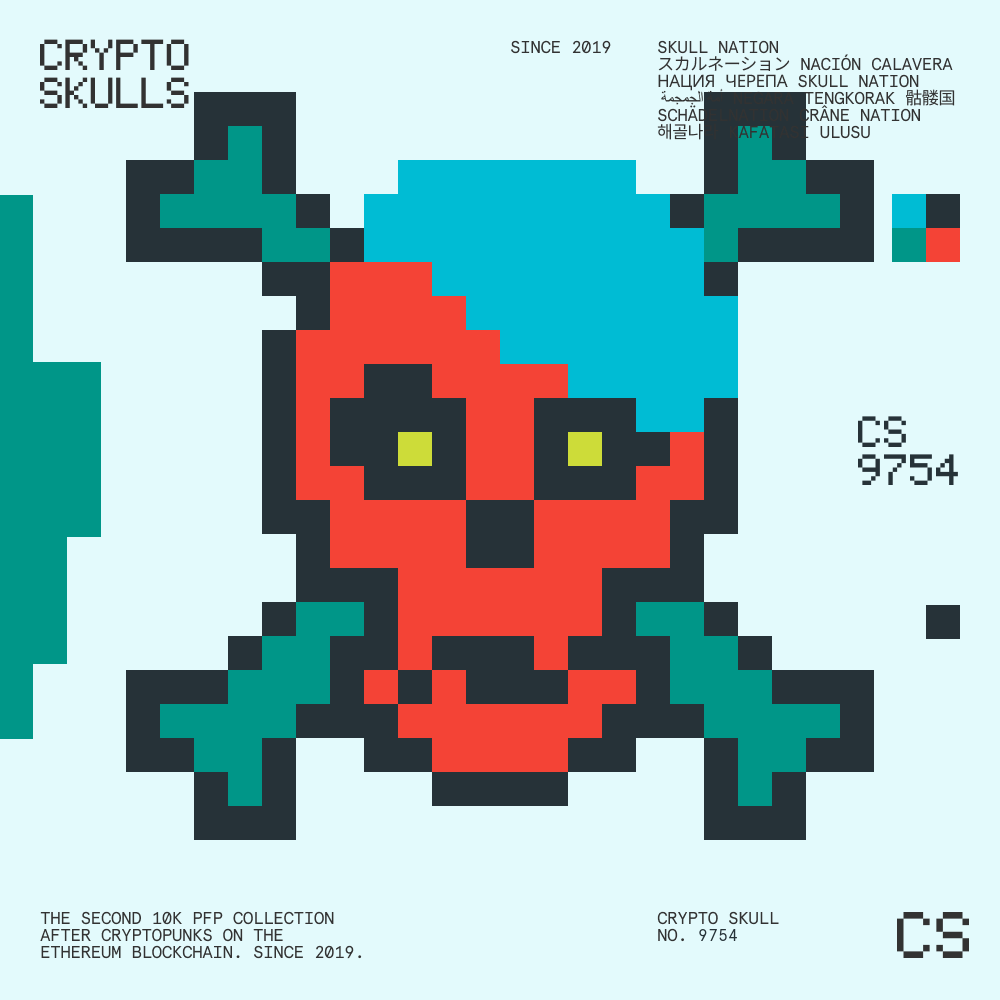 CRYPTO
SKULLS
SINCE 2019
SKULL NATION
スカルネーション NACIÓN CALAVERA
НАЦИЯ ЧЕРЕПА SKULL NATION
الجمجمة TENGKORAK 骷髅国
CRÂNE NATION
ULUSU
CS
9754
THE SECOND 10K PFP COLLECTION
AFTER CRYPTOPUNKS ON THE
ETHEREUM BLOCKCHAIN. SINCE 2019.
CRYPTO SKULL
NO. 9754
CS